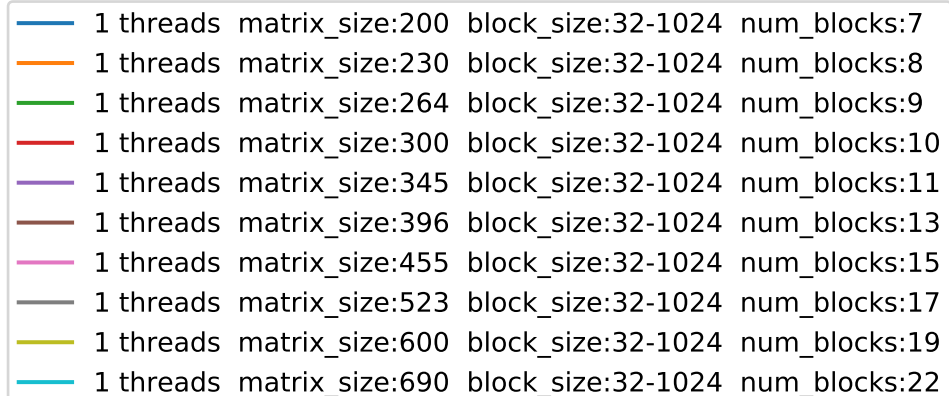 1 threads  matrix_size:200  block_size:32-1024  num_blocks:7
1 threads  matrix_size:230  block_size:32-1024  num_blocks:8
1 threads  matrix_size:264  block_size:32-1024  num_blocks:9
1 threads  matrix_size:300  block_size:32-1024  num_blocks:10
1 threads  matrix_size:345  block_size:32-1024  num_blocks:11
1 threads  matrix_size:396  block_size:32-1024  num_blocks:13
1 threads  matrix_size:455  block_size:32-1024  num_blocks:15
1 threads  matrix_size:523  block_size:32-1024  num_blocks:17
1 threads  matrix_size:600  block_size:32-1024  num_blocks:19
1 threads  matrix_size:690  block_size:32-1024  num_blocks:22